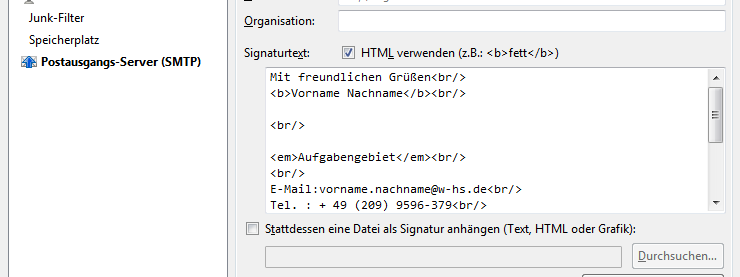 Junk-Filter
Speicherplatz
Postausgangs-Server (SMTP)
Organisation:
Signaturtext:
HTML verwenden (z.B.: <b>fett</b>)
Mit freundlichen Grüßen<br/>
<b>Vorname Nachname</b><br/>
<br/>
<em>Aufgabengebiet</em><br/>
<br/>
E-Mail:vorname.nachname@w-hs.de<br/>
Tel. : + 49 (209) 9596-379<br/>
Stattdessen eine Datei als Signatur anhängen (Text, HTML oder Grafik):
Durchsuchen...